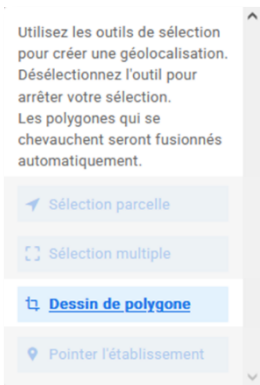 Utilisez les outils de sélection
pour créer une géolocalisation.
Désélectionnez l'outil pour
arrêter votre sélection.
Les polygones qui se
chevauchent seront fusionnés
automatiquement.
Sélection parcelle
Sélection multiple
Dessin de polygone
Pointer l'établissement